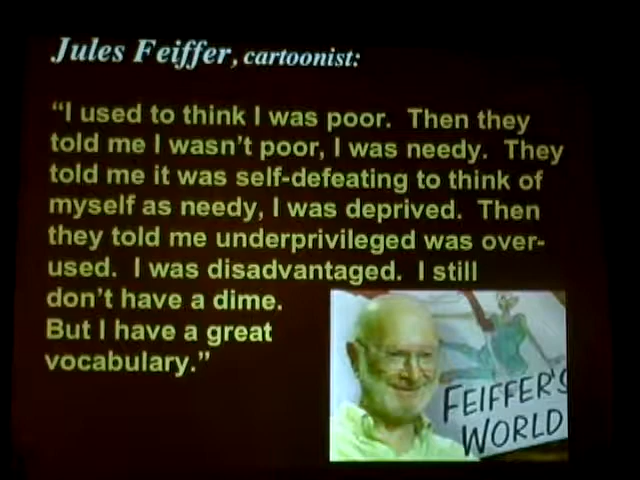 Jules Feiffer, cartoonist:
“I used to think I was poor.  Then they
told me I wasn’t poor, I was needy.  They
told me it was self-defeating to think of
myself as needy, I was deprived.  Then
they told me underprivileged was over-
used.  I was disadvantaged.  I still
don’t have a dime.
But I have a great
vocabulary.”
FEIFFER'S
WORLD